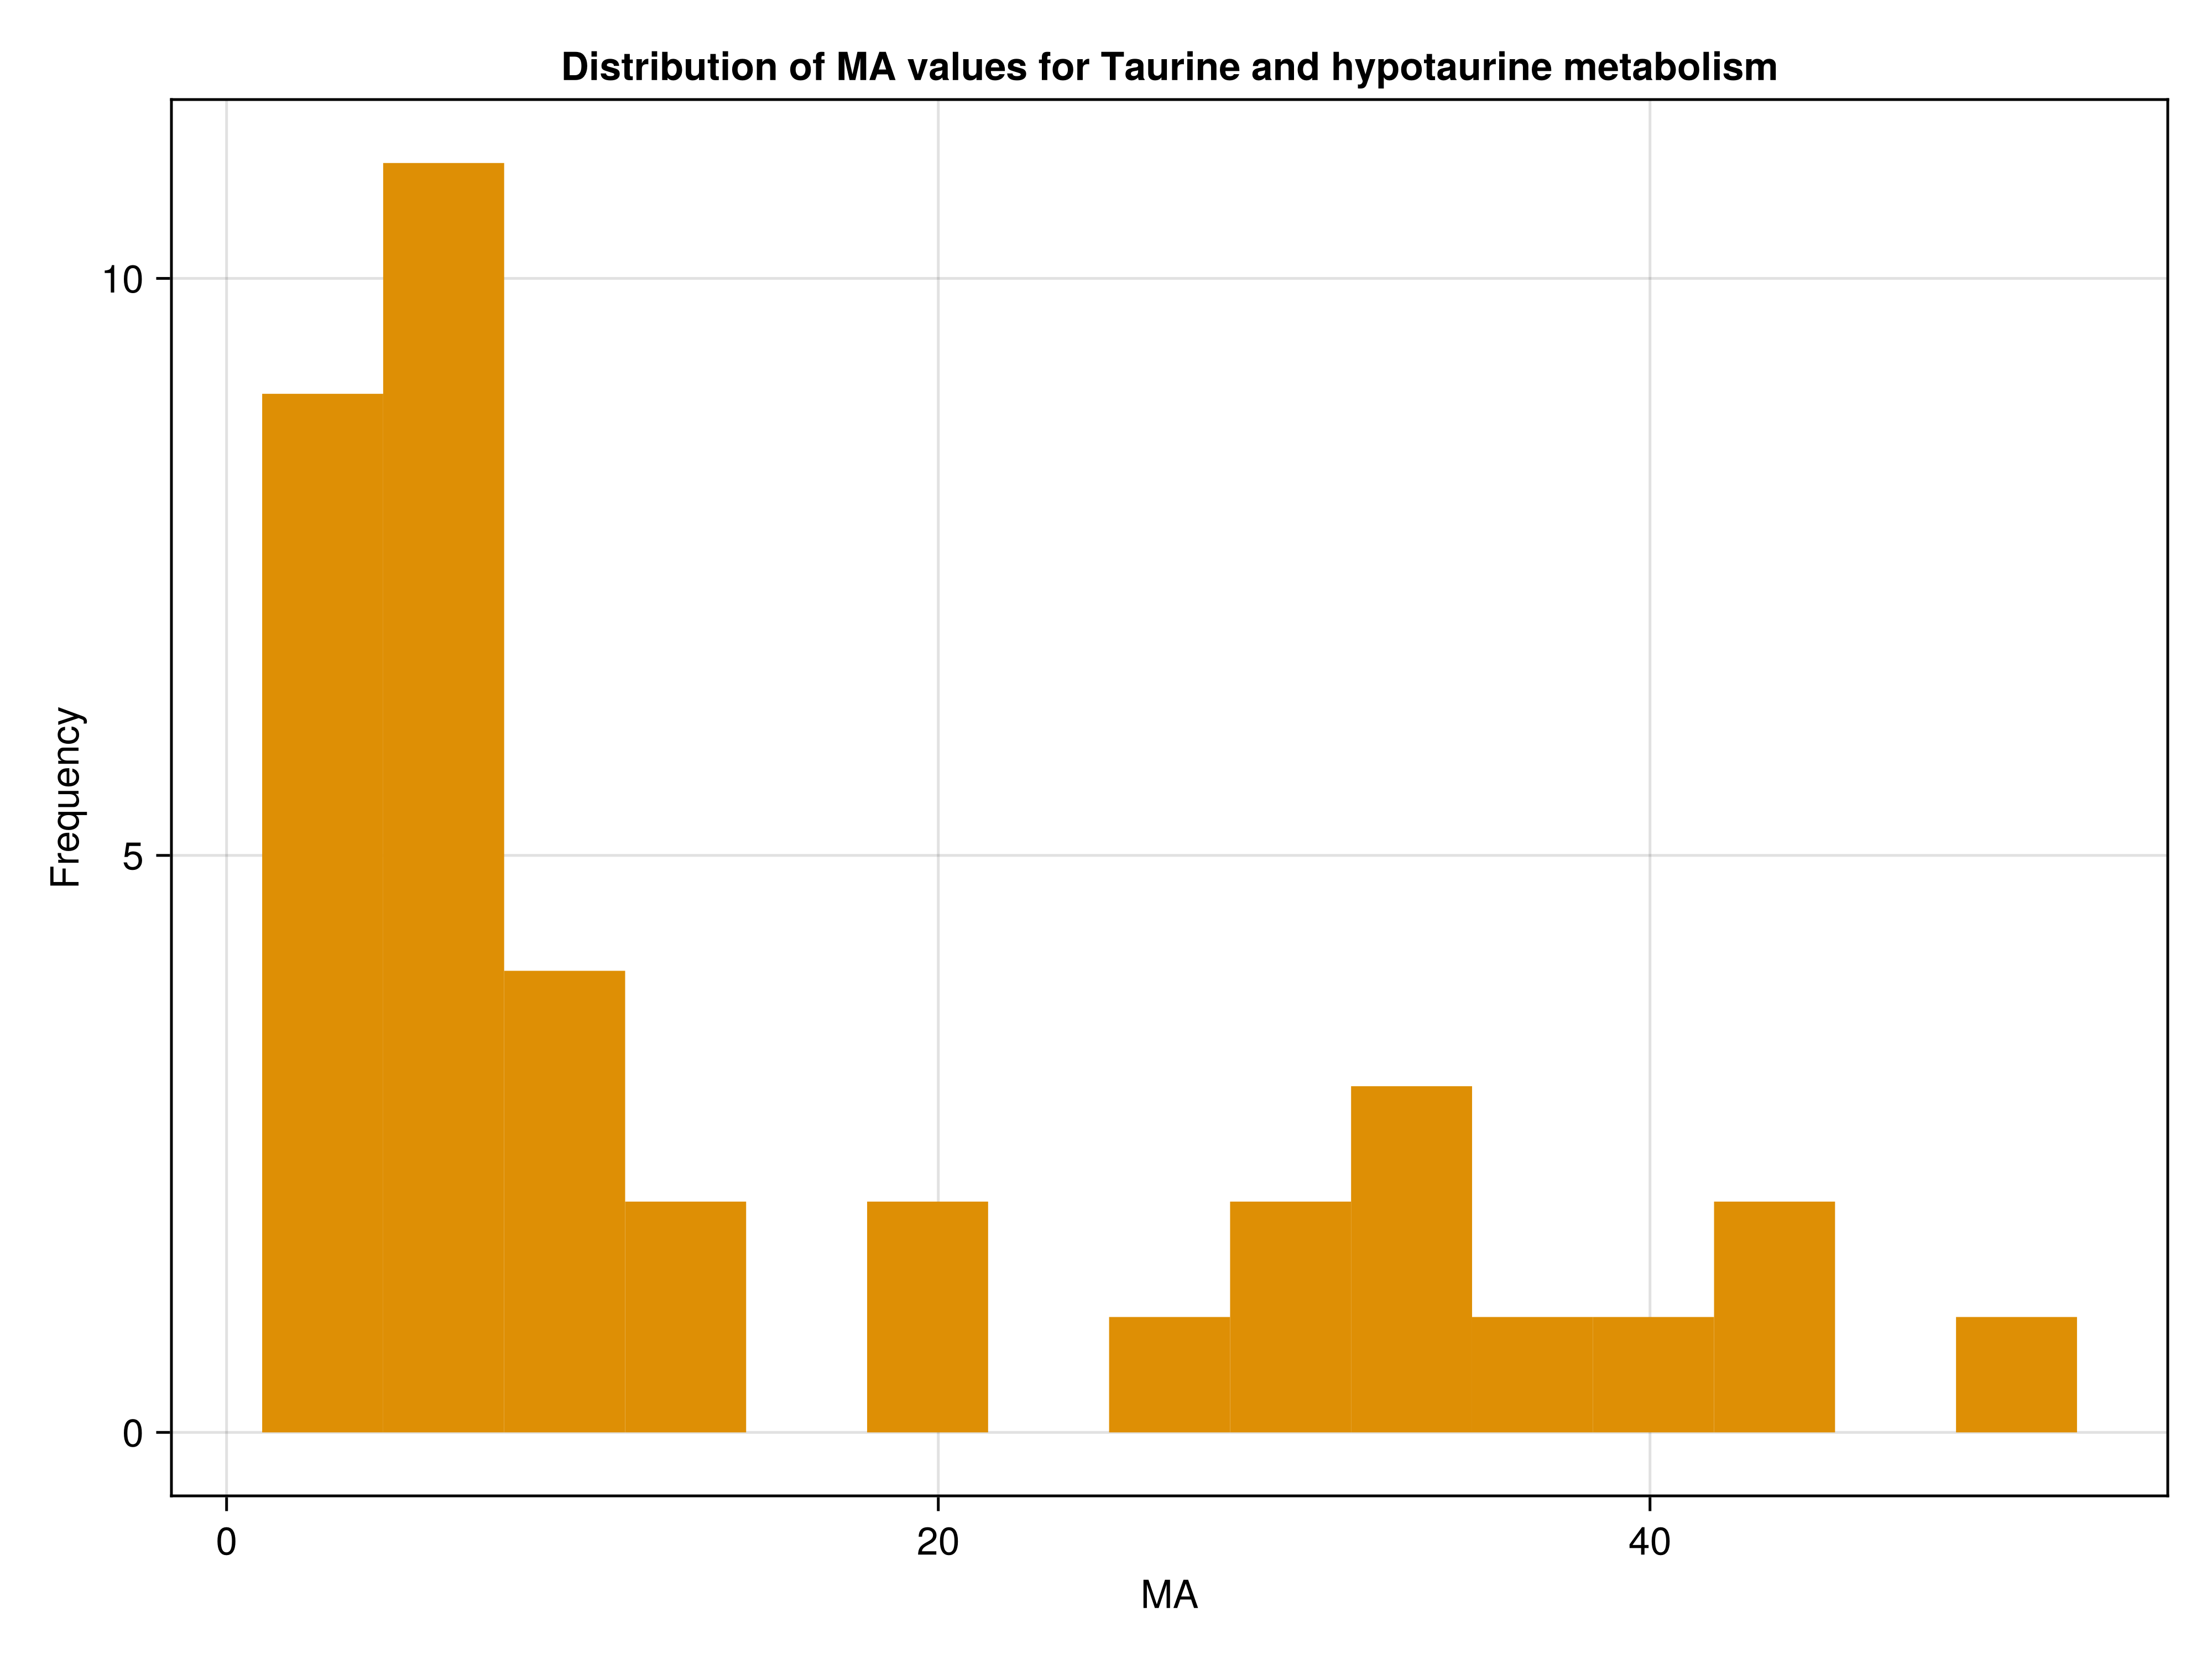 Distribution of MA values for Taurine and hypotaurine metabolism
10
5
0
Frequency
0
20
40
MA